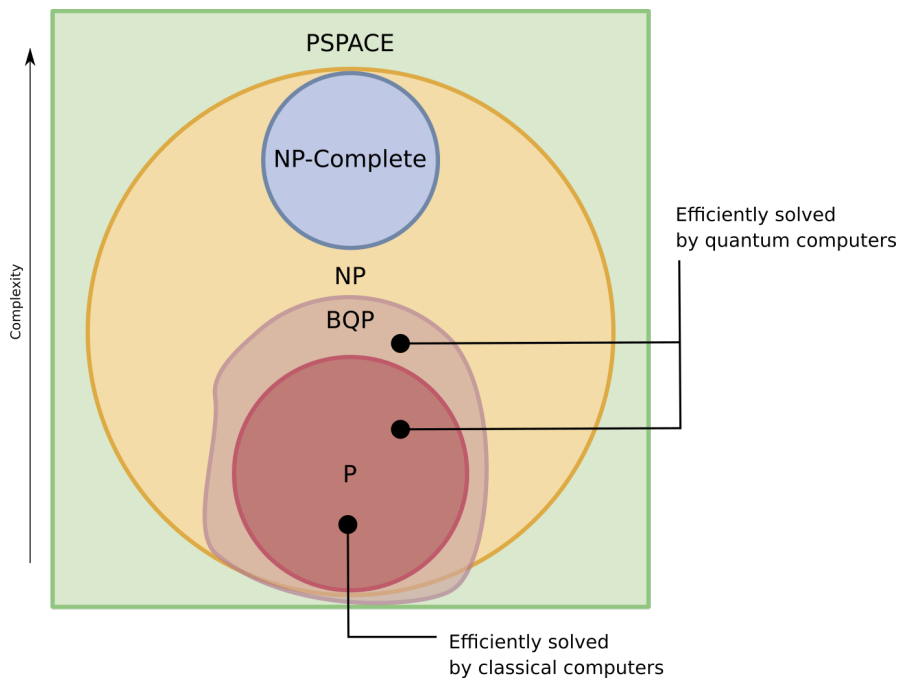 PSPACE
NP-Complete
Efficiently solved
by quantum computers
Complexity
NP
BQP
P
Efficiently solved
by classical computers